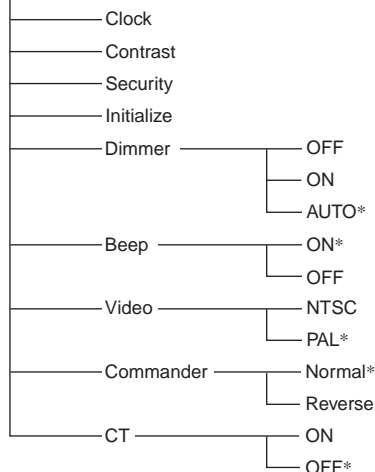 Clock
Contrast
Security
Initialize
Dimmer OFF
ON
AUTO*
Beep ON*
OFF
Video NTSC
PAL*
Commander Normal*
Reverse
CT ON
OFF*